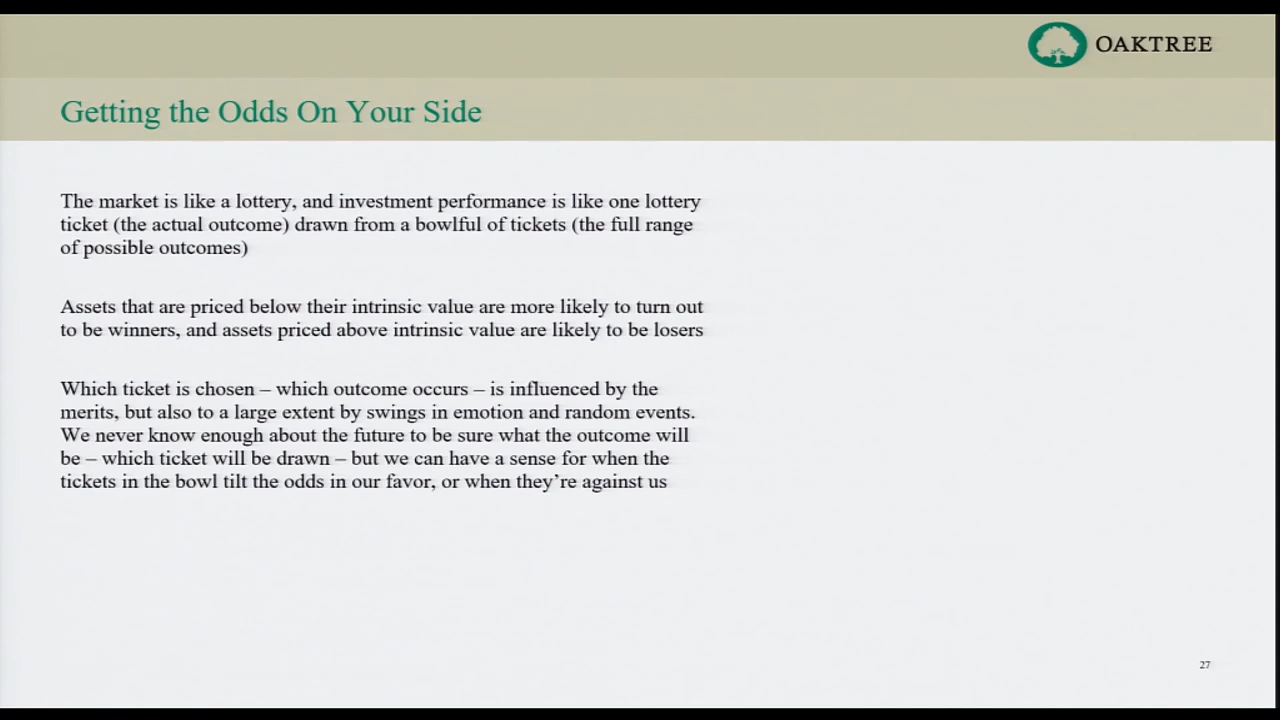 OAKTREE
Getting the Odds On Your Side
The market is like a lottery, and investment performance is like one lottery
ticket (the actual outcome) drawn from a bowlful of tickets (the full range
of possible outcomes)
Assets that are priced below their intrinsic value are more likely to turn out
to be winners, and assets priced above intrinsic value are likely to be losers
Which ticket is chosen – which outcome occurs – is influenced by the
merits, but also to a large extent by swings in emotion and random events.
We never know enough about the future to be sure what the outcome will
be – which ticket will be drawn – but we can have a sense for when the
tickets in the bowl tilt the odds in our favor, or when they’re against us
27